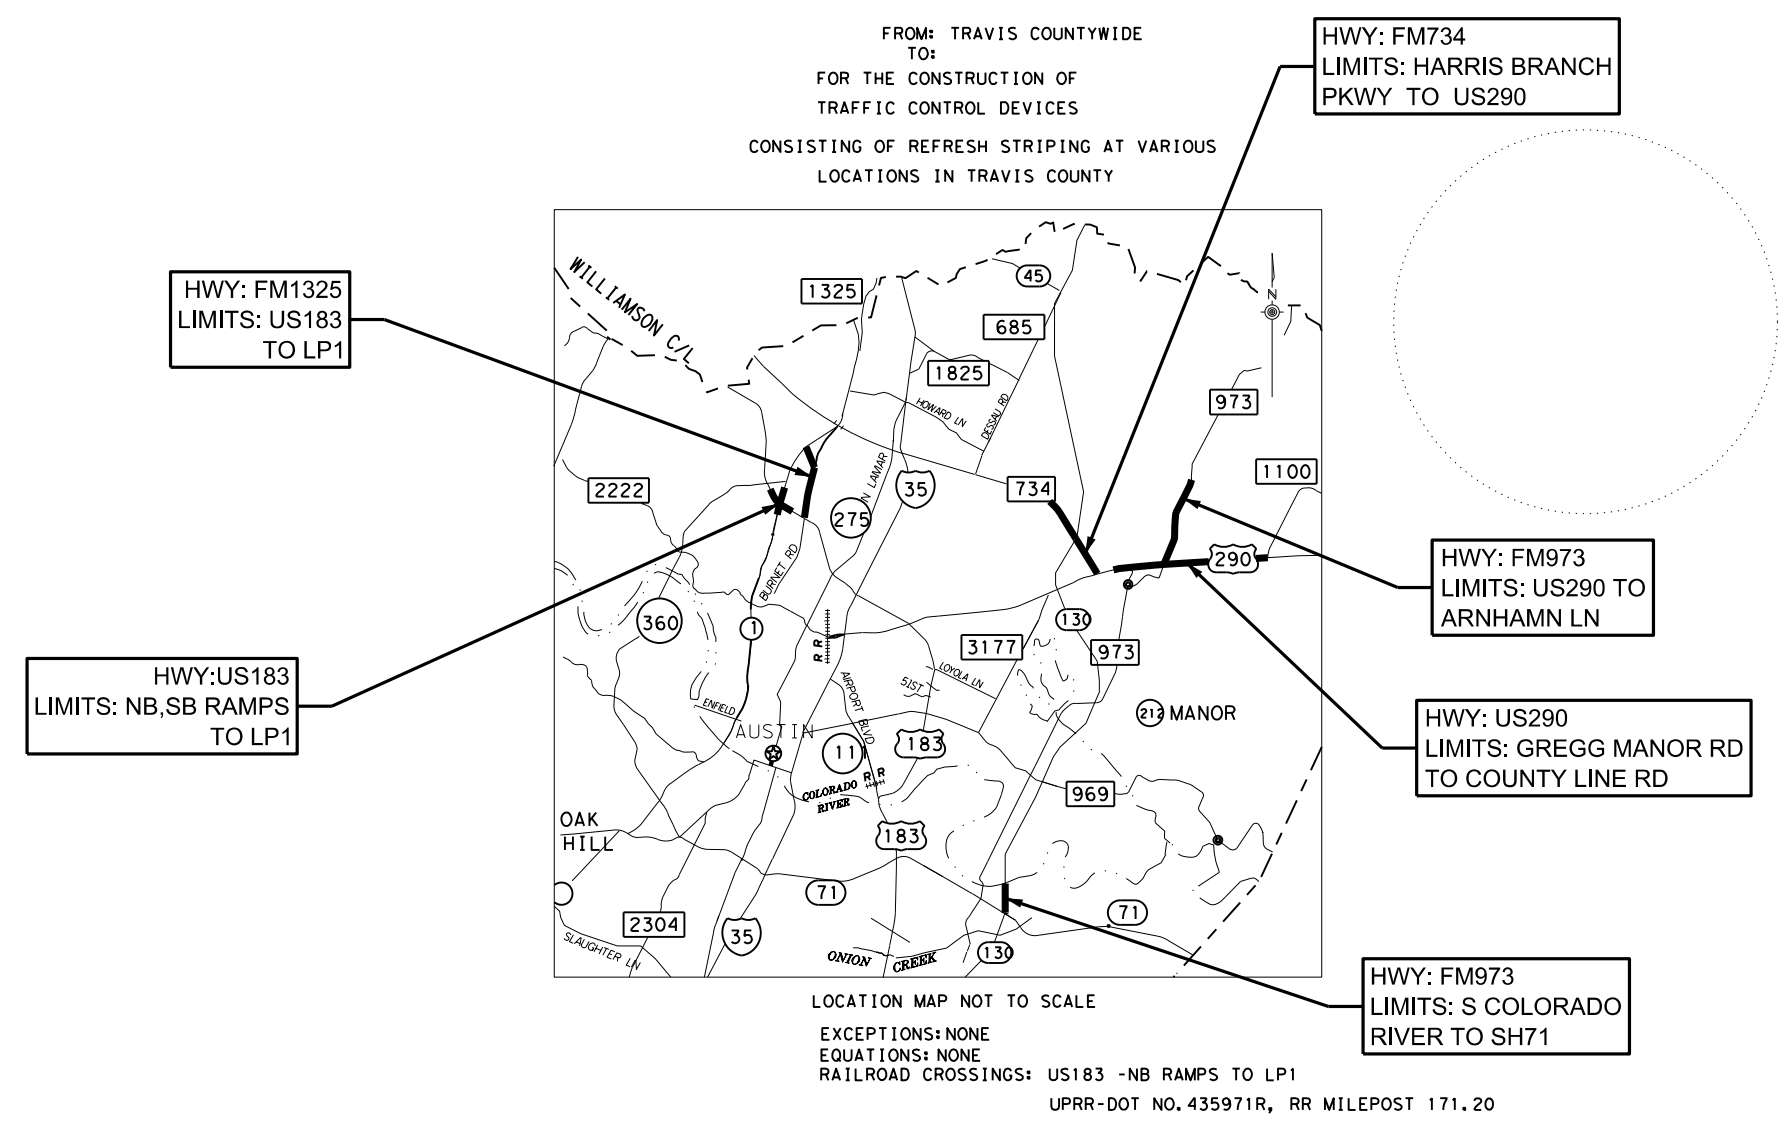 FROM: TRAVIS COUNTYWIDE
TO:
FOR THE CONSTRUCTION OF
TRAFFIC CONTROL DEVICES
CONSISTING OF REFRESH STRIPING AT VARIOUS
LOCATIONS IN TRAVIS COUNTY
HWY: FM734
LIMITS: HARRIS BRANCH
PKWY TO US290
HWY: FM1325
LIMITS: US183
TO LP1
HWY:US183
LIMITS: NB,SB RAMPS
TO LP1
WILLIAMSON C/L
1325
45
685
1825
HOWARD LN
DESSAU RD
N
973
1100
2222
N LAMAR
35
734
275
290
BURNET RD
360
1
R R
130
3177
973
LOYOLA LN
51ST
AIRPORT BLVD
ENFIELD
AUSTIN
212 MANOR
183
111
R R
COLORADO
RIVER
969
OAK
HILL
183
71
71
2304
35
SLAUGHTER LN
ONION CREEK
130
HWY: FM973
LIMITS: US290 TO
ARNHAMN LN
HWY: US290
LIMITS: GREGG MANOR RD
TO COUNTY LINE RD
HWY: FM973
LIMITS: S COLORADO
RIVER TO SH71
LOCATION MAP NOT TO SCALE
EXCEPTIONS: NONE
EQUATIONS: NONE
RAILROAD CROSSINGS: US183 -NB RAMPS TO LP1
UPRR-DOT NO. 435971R, RR MILEPOST 171.20